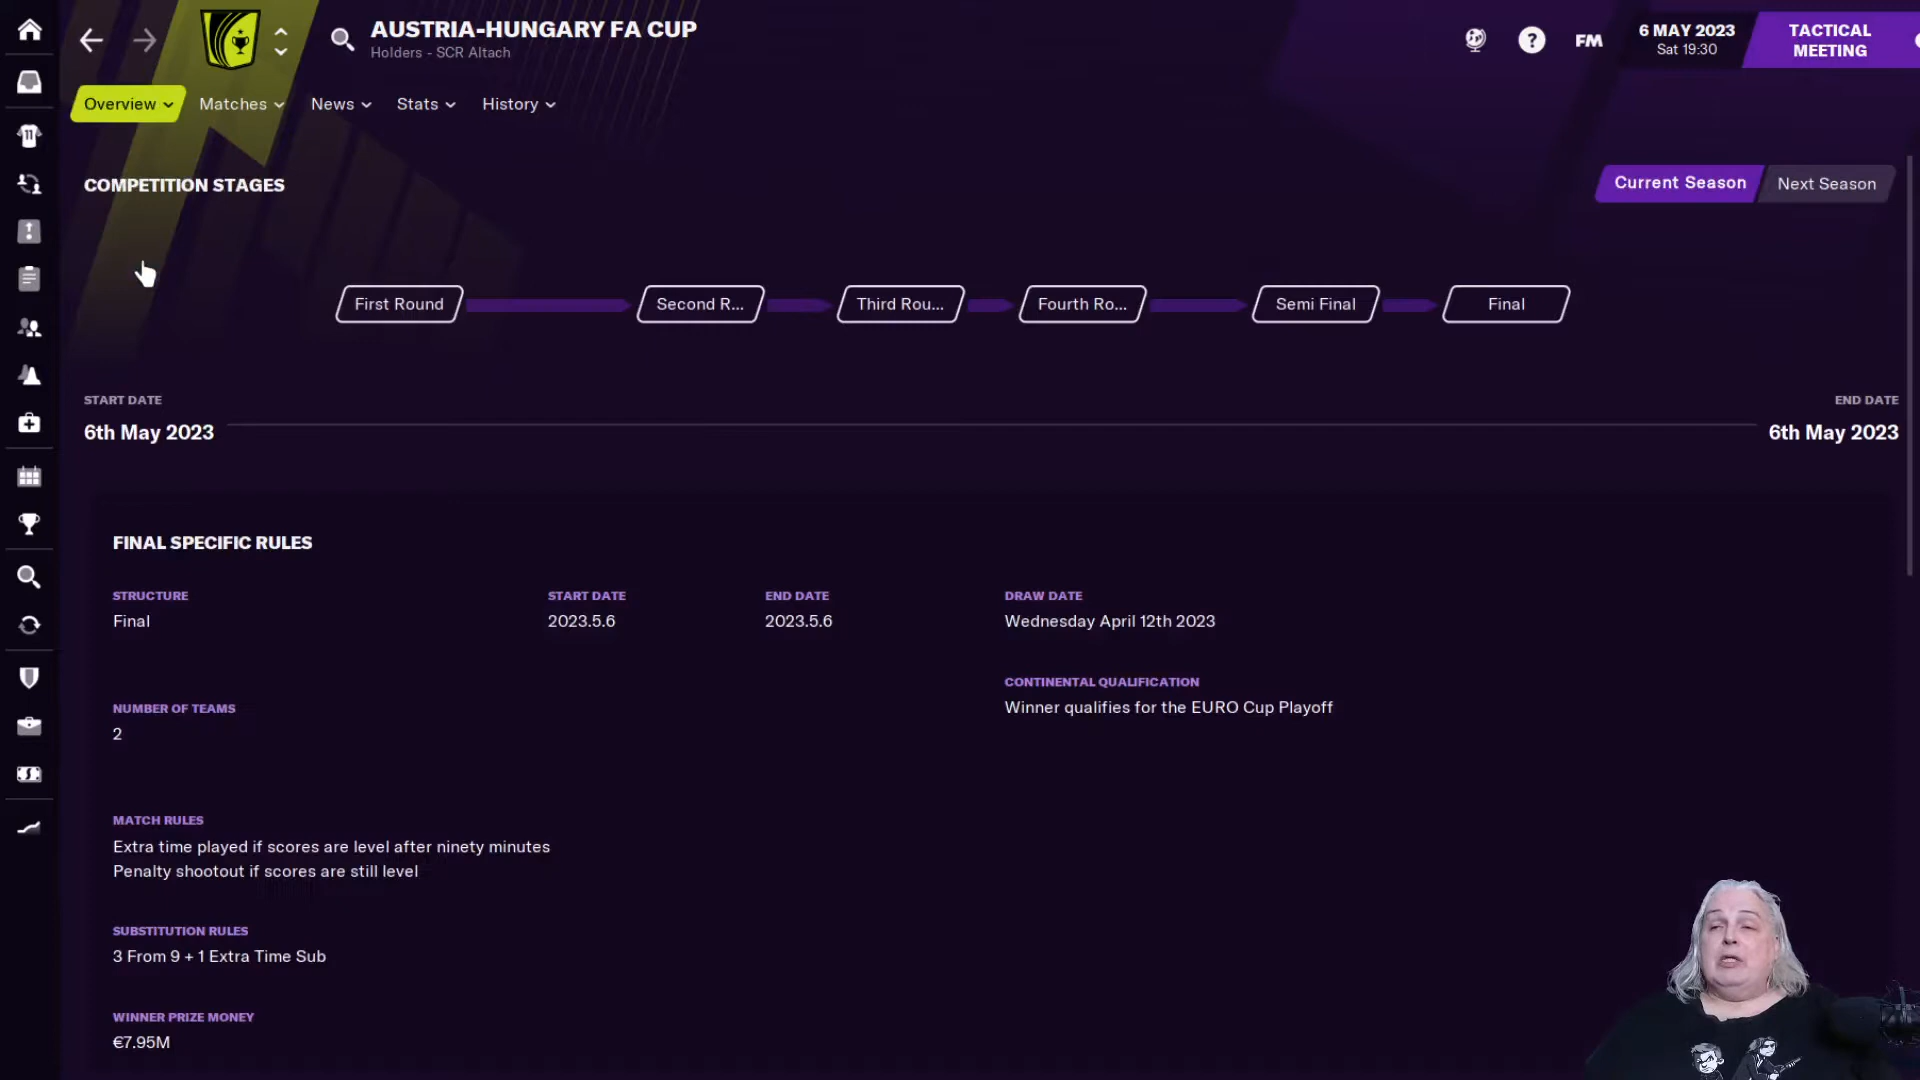 AUSTRIA-HUNGARY FA CUP
Holders - SCR Altach
FM
6 MAY 2023
Sat 19:30
TACTICAL
MEETING
Overview
Matches
News
Stats
History
COMPETITION STAGES
Current Season
Next Season
First Round
Second R...
Third Rou...
Fourth Ro...
Semi Final
Final
START DATE
END DATE
6th May 2023
6th May 2023
FINAL SPECIFIC RULES
STRUCTURE
START DATE
END DATE
DRAW DATE
Final
2023.5.6
2023.5.6
Wednesday April 12th 2023
CONTINENTAL QUALIFICATION
Winner qualifies for the EURO Cup Playoff
NUMBER OF TEAMS
2
MATCH RULES
Extra time played if scores are level after ninety minutes
Penalty shootout if scores are still level
SUBSTITUTION RULES
3 From 9 + 1 Extra Time Sub
WINNER PRIZE MONEY
€7.95M